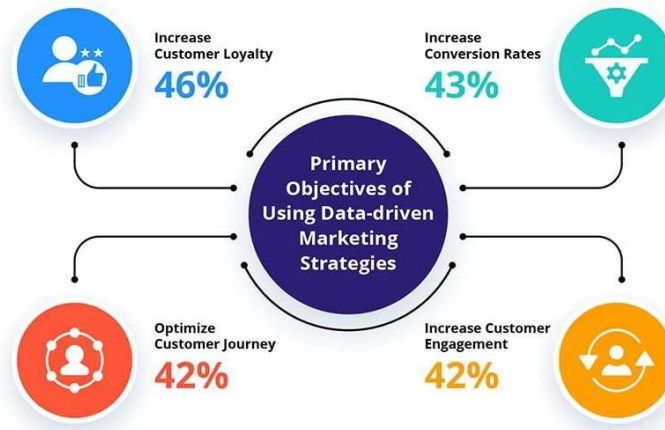 Increase
Customer Loyalty
46%
Increase
Conversion Rates
43%
Primary
Objectives of
Using Data-driven
Marketing
Strategies
Optimize
Customer Journey
42%
Increase Customer
Engagement
42%